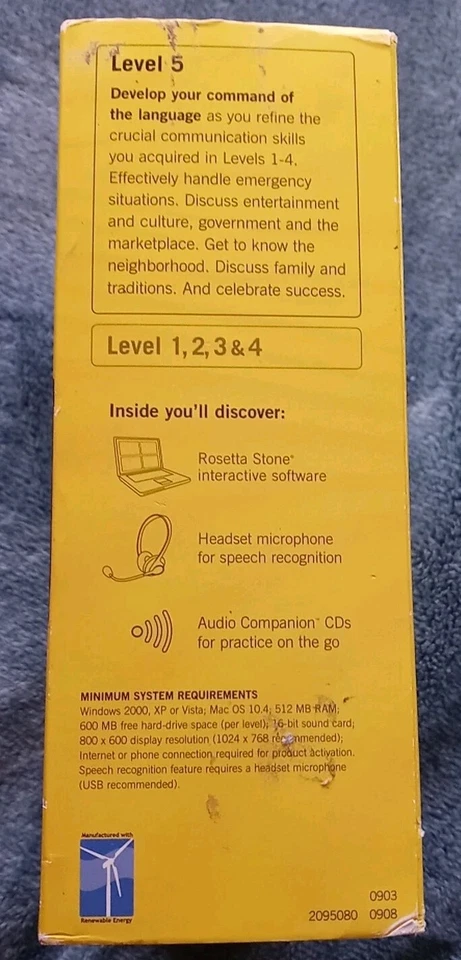 Level 5
Develop your command of
the language as you refine the
crucial communication skills
you acquired in Levels 1-4.
Effectively handle emergency
situations. Discuss entertainment
and culture, government and the
marketplace. Get to know the
neighborhood. Discuss family and
traditions. And celebrate success.
Level 1,2,3&4
Inside you'll discover:
Rosetta Stone®
interactive software
Headset microphone
for speech recognition
Audio Companion™ CDs
for practice on the go
MINIMUM SYSTEM REQUIREMENTS
Windows 2000, XP or Vista; Mac OS 10.4; 512 MB RAM;
600 MB free hard-drive space (per level); 16-bit sound card;
800 x 600 display resolution (1024 x 768 recommended);
Internet or phone connection required for product activation.
Speech recognition feature requires a headset microphone
(USB recommended).
Manufactured with
Renewable Energy
0903
2095080 0908